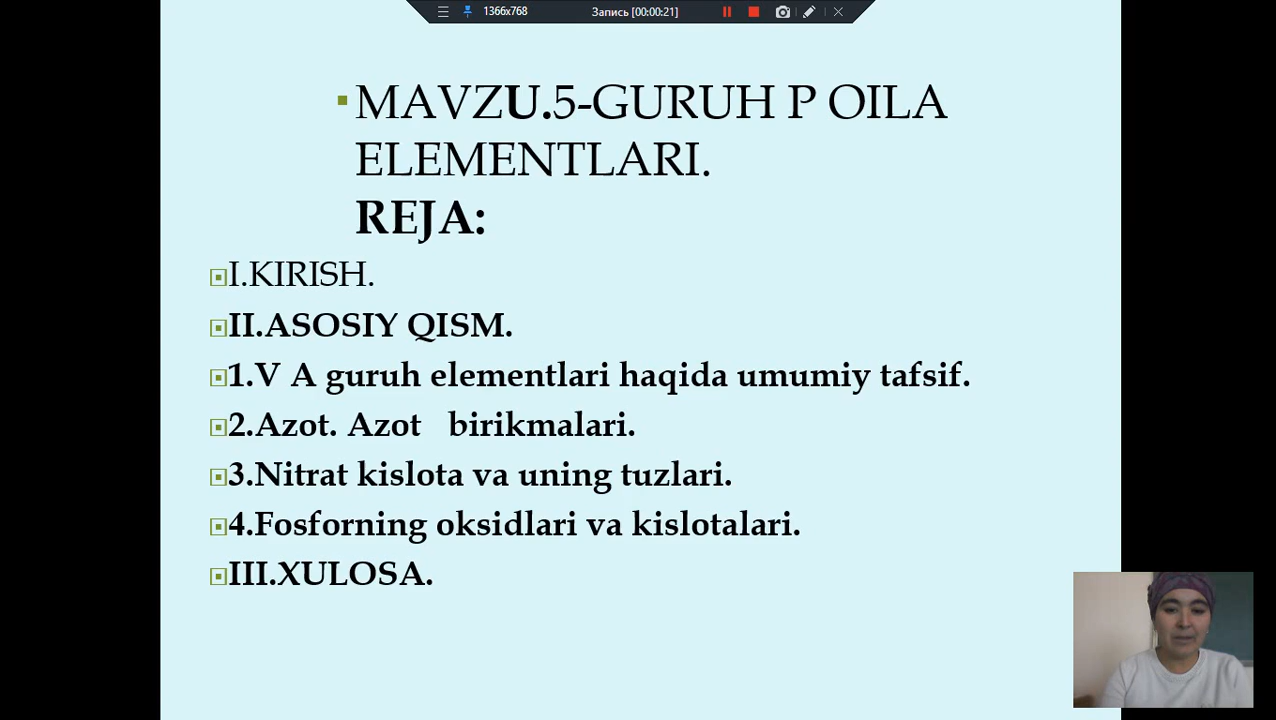 1366x768 Запись [00:00:21]
MAVZU.5-GURUH P OILA
ELEMENTLARI.
REJA:
I.KIRISH.
II.ASOSIY QISM.
1.V A guruh elementlari haqida umumiy tafsif.
2.Azot. Azot birikmalari.
3.Nitrat kislota va uning tuzlari.
4.Fosforning oksidlari va kislotalari.
III.XULOSA.